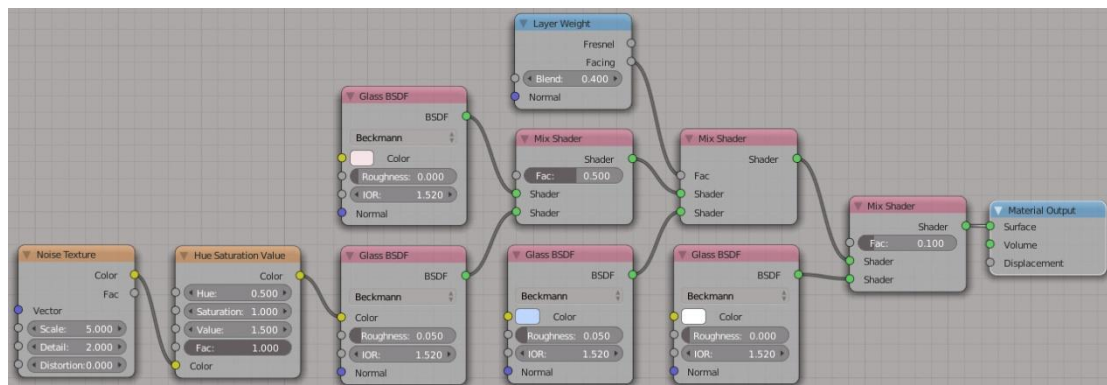 Layer Weight
Fresnel
Facing
Blend: 0.400
Normal
Glass BSDF
BSDF
Beckmann
Color
Roughness: 0.000
IOR: 1.520
Normal
Mix Shader
Shader
Fac: 0.500
Shader
Shader
Mix Shader
Shader
Fac
Shader
Shader
Mix Shader
Shader
Fac: 0.100
Shader
Shader
Material Output
Surface
Volume
Displacement
Noise Texture
Color
Fac
Vector
Scale: 5.000
Detail: 2.000
Distortion:0.000
Hue Saturation Value
Color
Hue: 0.500
Saturation: 1.000
Value: 1.500
Fac: 1.000
Color
Glass BSDF
BSDF
Beckmann
Color
Roughness: 0.050
IOR: 1.520
Normal
Glass BSDF
BSDF
Beckmann
Color
Roughness: 0.050
IOR: 1.520
Normal
Glass BSDF
BSDF
Beckmann
Color
Roughness: 0.000
IOR: 1.520
Normal